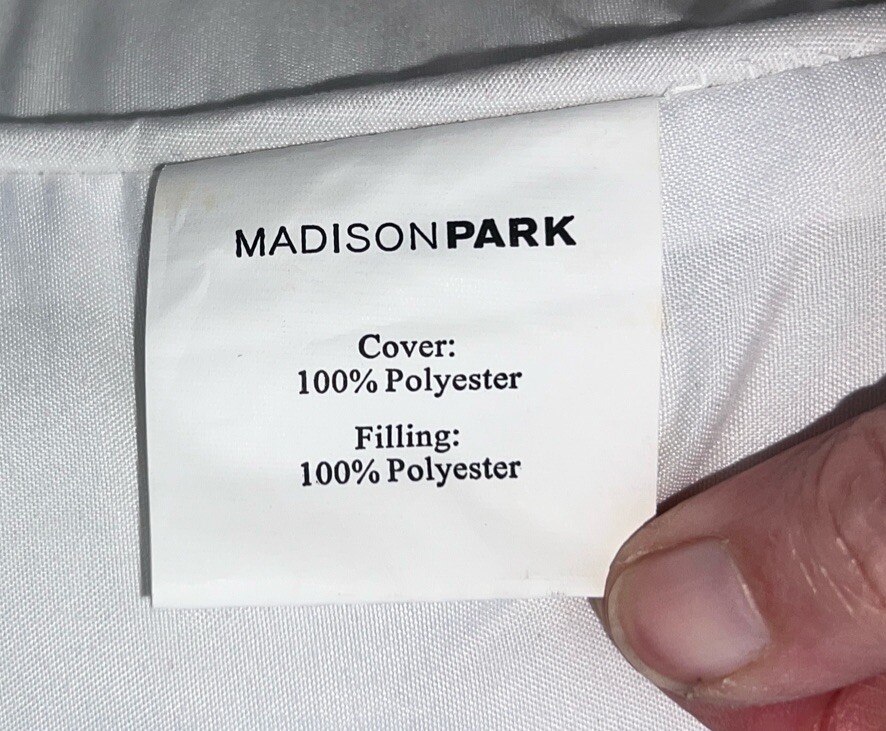 MADISONPARK
Cover:
100% Polyester
Filling:
100% Polyester